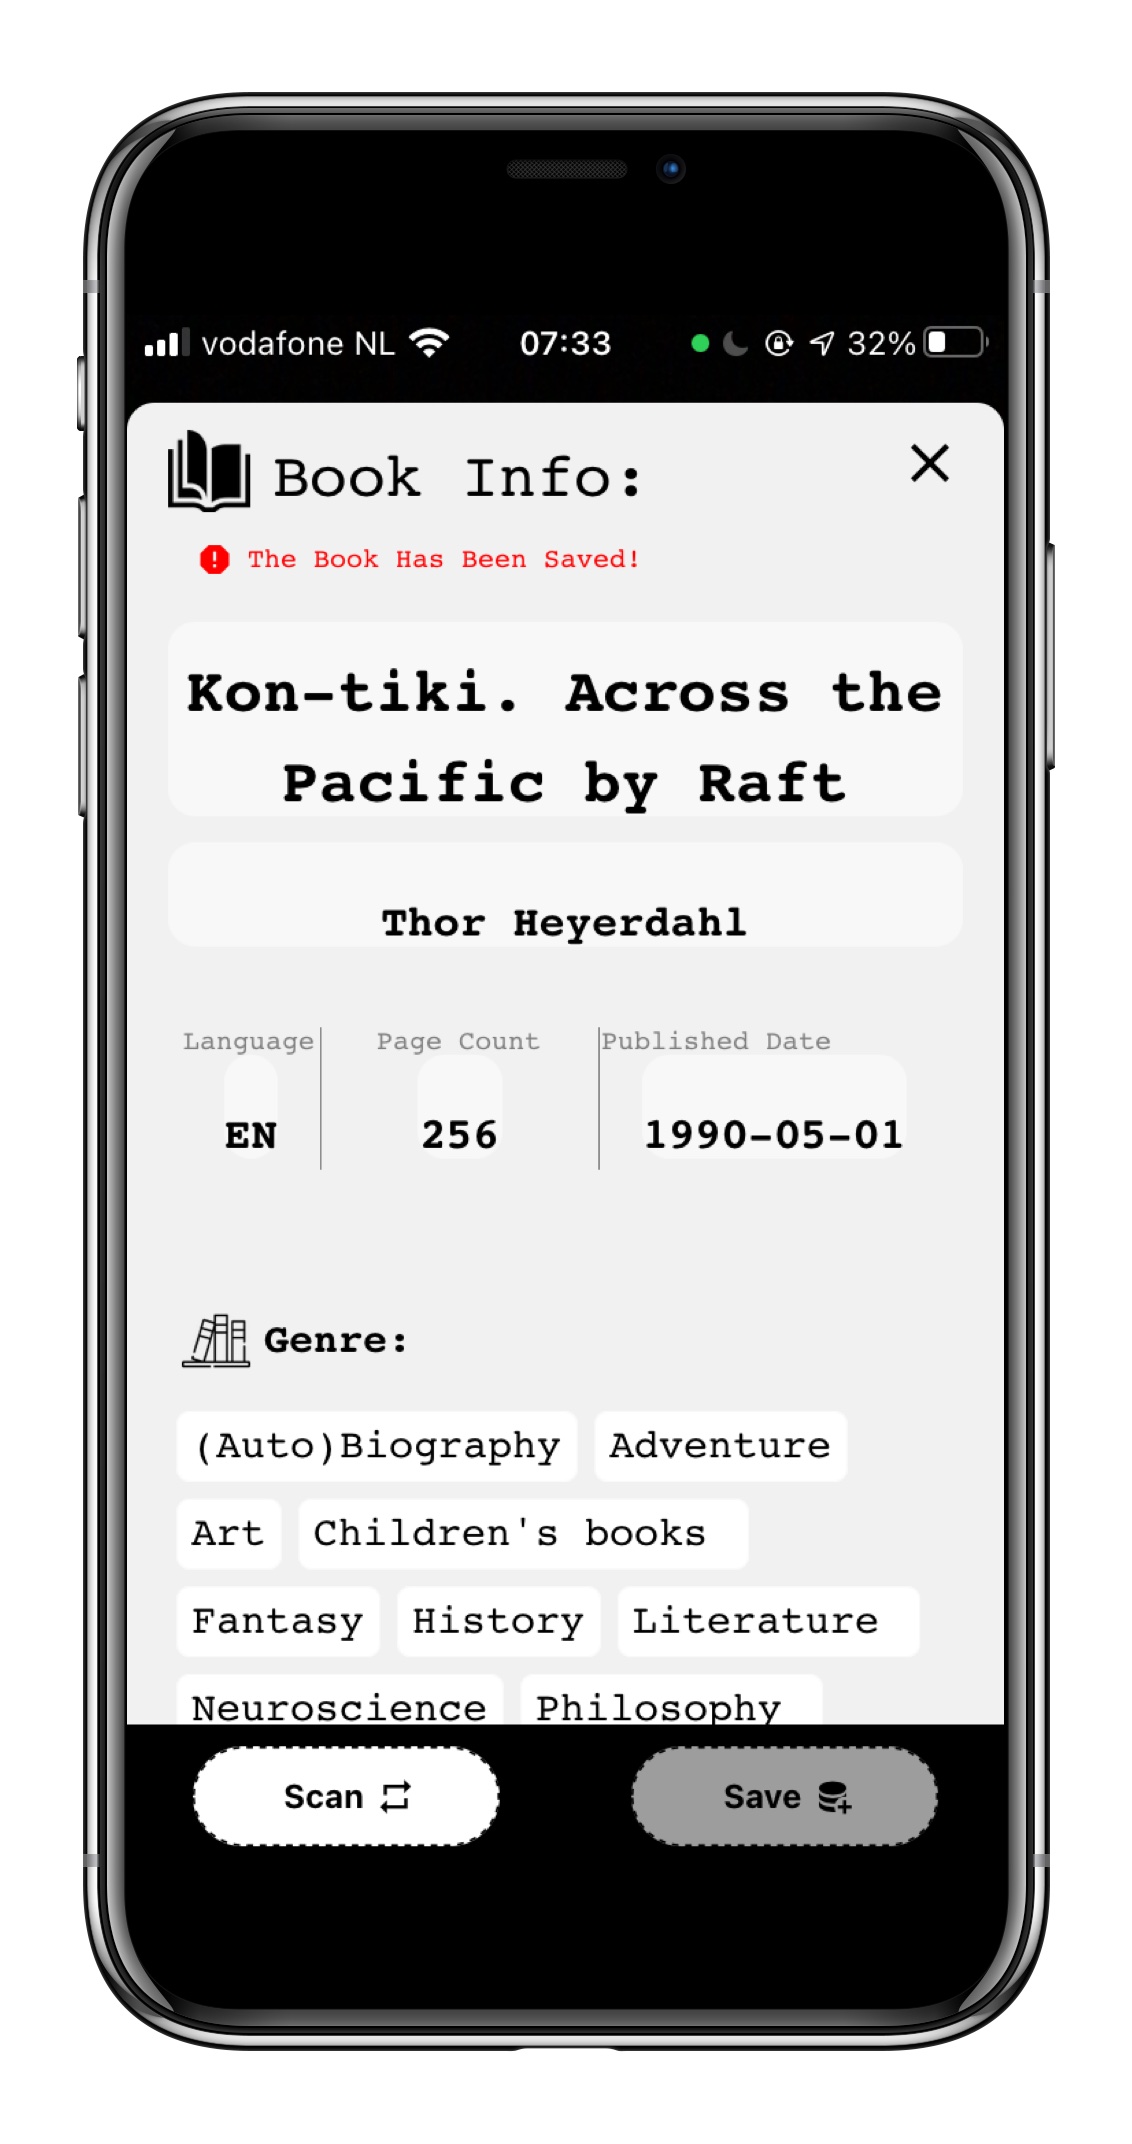 vodafone NL 07:33 32%
Book Info:
The Book Has Been Saved!
Kon-tiki. Across the
Pacific by Raft
Thor Heyerdahl
Language Page Count Published Date
EN 256 1990-05-01
Genre:
(Auto)Biography Adventure
Art Children's books
Fantasy History Literature
Neuroscience Philosophy
Scan Save